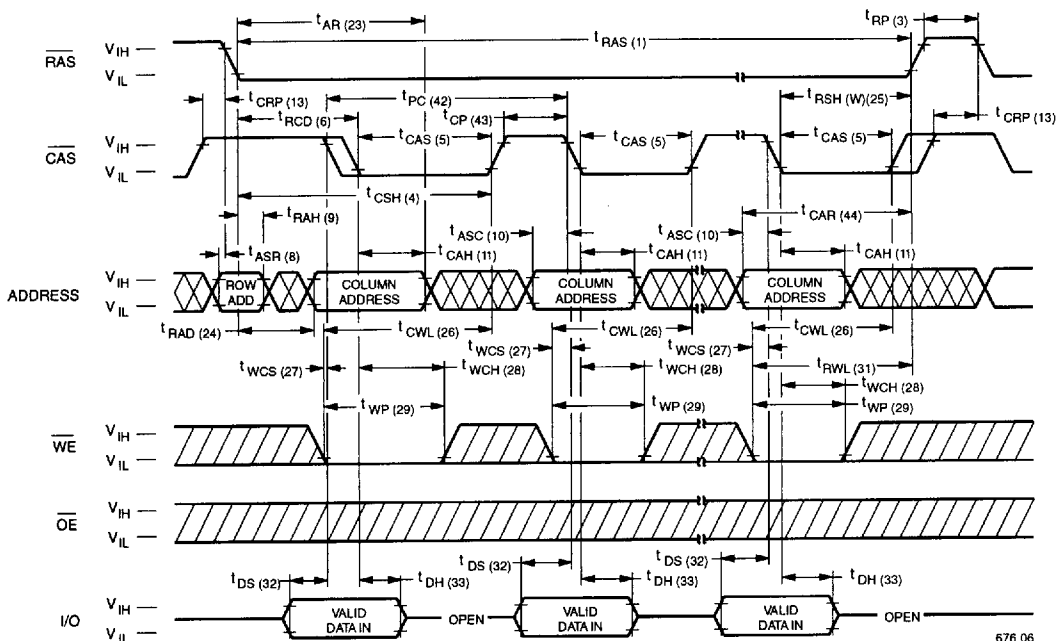 t AR (23)
t RP (3)
t RAS (1)
RAS
V IH
V IL
t CRP (13)
t PC (42)
t RSH (W)(25)
t RCD (6)
t CP (43)
t CRP (13)
CAS
V IH
V IL
t CAS (5)
t CAS (5)
t CAS (5)
t CSH (4)
t RAH (9)
t CAR (44)
t ASR (8)
t ASC (10)
t ASC (10)
t CAH (11)
t CAH (11)
t CAH (11)
ADDRESS
V IH
V IL
ROW ADD
COLUMN ADDRESS
COLUMN ADDRESS
COLUMN ADDRESS
t RAD (24)
t CWL (26)
t CWL (26)
t CWL (26)
t WCS (27)
t WCS (27)
t WCS (27)
t WCH (28)
t WCH (28)
t RWL (31)
t WCH (28)
t WP (29)
t WP (29)
t WP (29)
WE
V IH
V IL
OE
V IH
V IL
t DS (32)
t DS (32)
t DS (32)
t DH (33)
t DH (33)
t DH (33)
I/O
V IH
V IL
VALID DATA IN
OPEN
VALID DATA IN
VALID DATA IN
OPEN
676 06